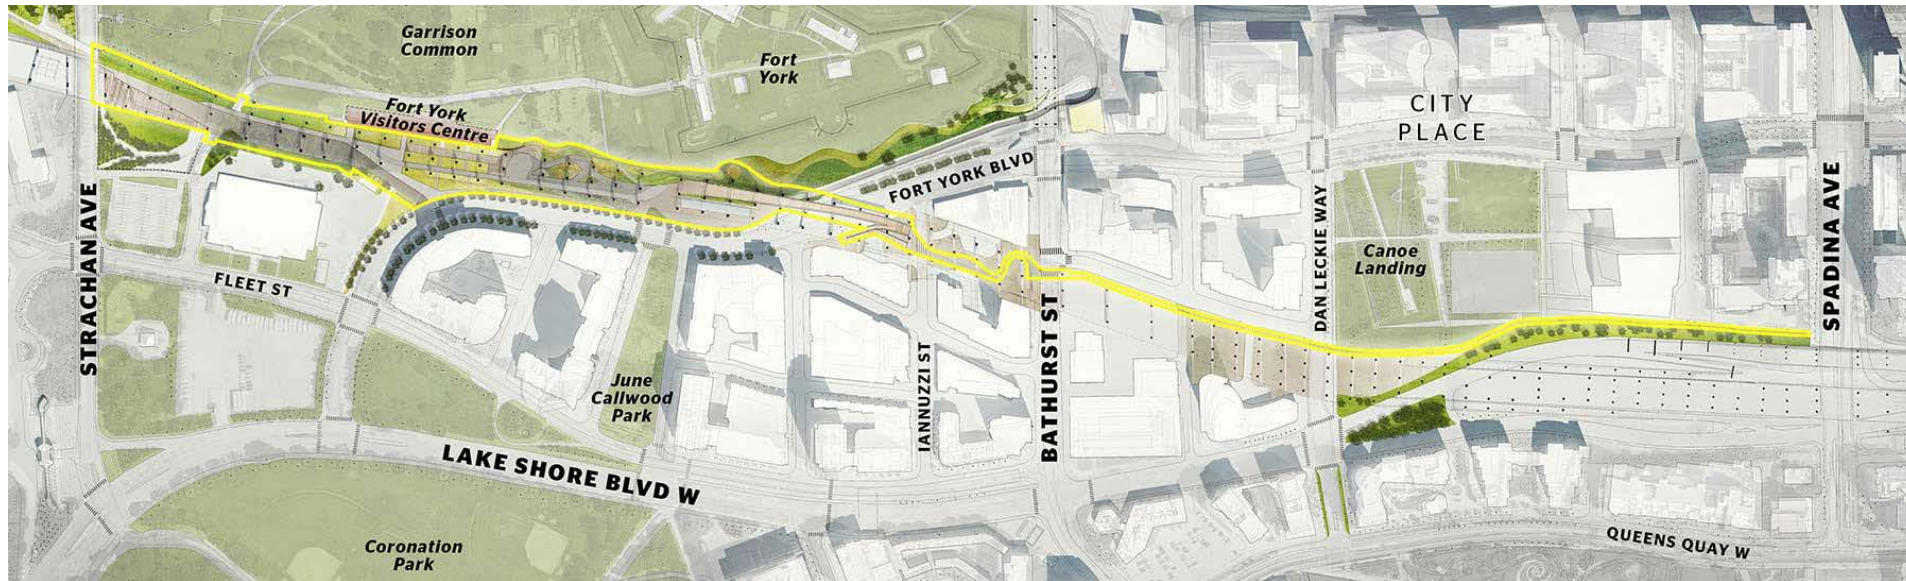 Garrison
Common
Fort
York
Fort York
Visitors Centre
CITY
PLACE
FORT YORK BLVD
STRACHAN AVE
FLEET ST
DAN LECKIE WAY
Canoe
Landing
SPADINA AVE
BATHURST ST
IANNUZZI ST
June
Callwood
Park
LAKE SHORE BLVD W
Coronation
Park
QUEENS QUAY W